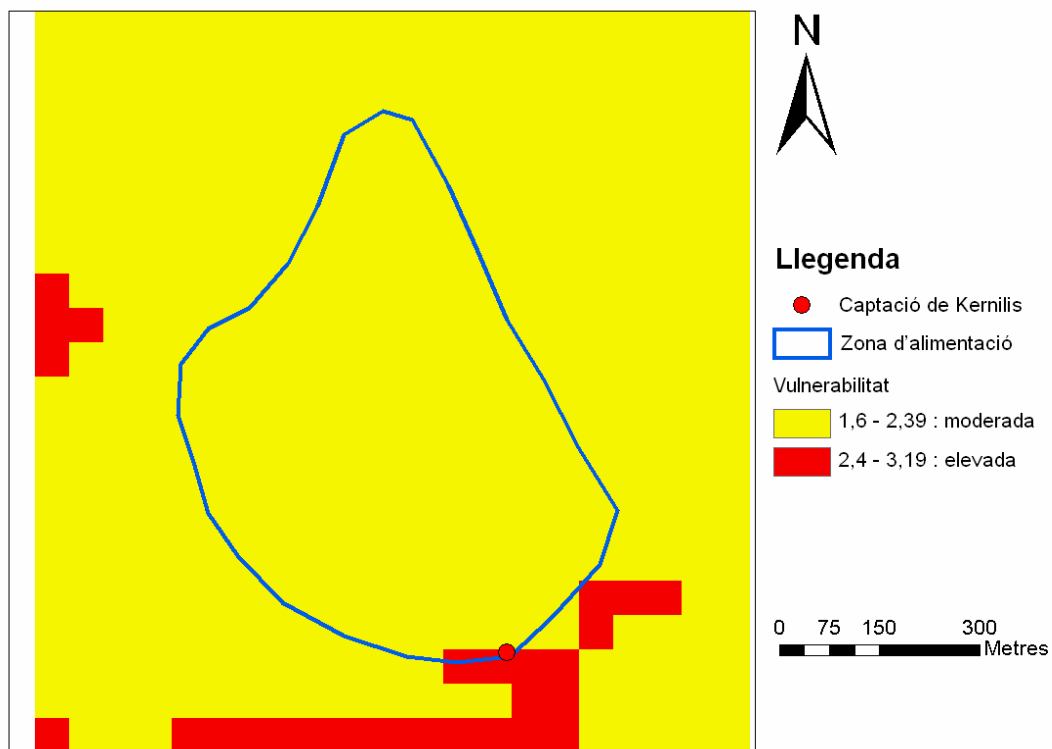 N
Llegenda
Captació de Kernilis
Zona d'alimentació
Vulnerabilitat
1,6 - 2,39 : moderada
2,4 - 3,19 : elevada
0 75 150 300
Metres